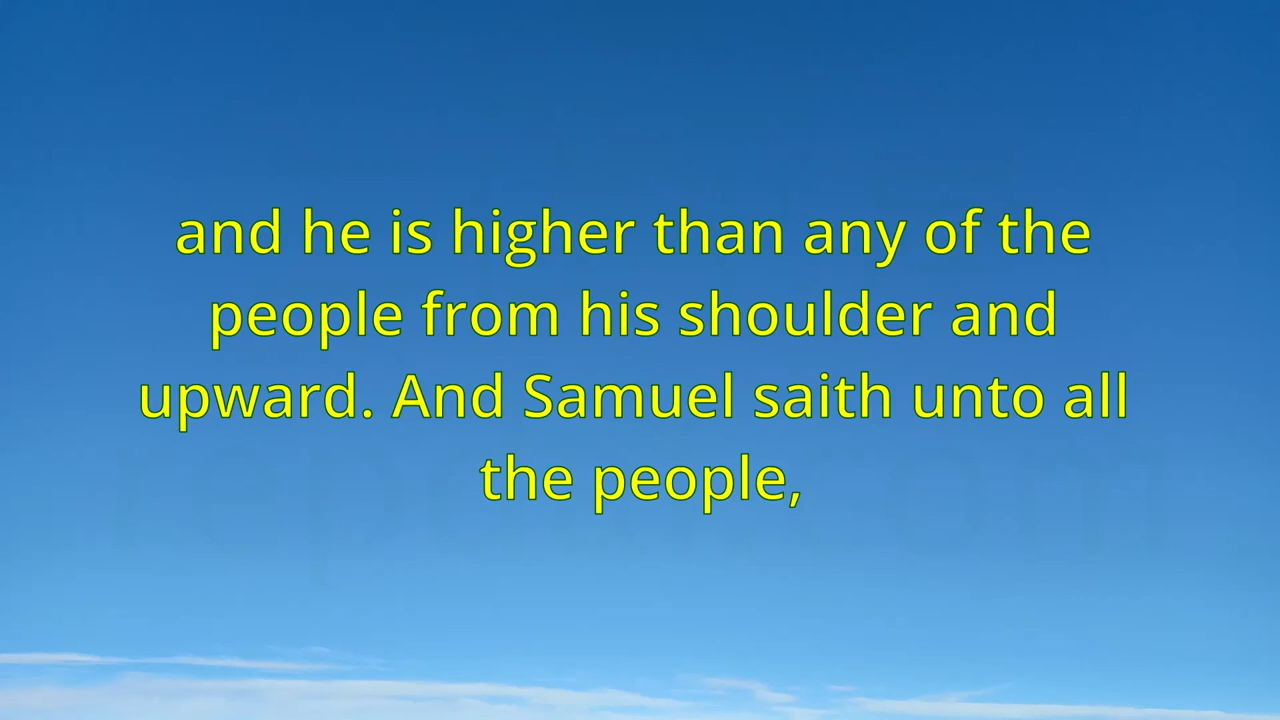 and he is higher than any of the
people from his shoulder and
upward. And Samuel saith unto all
the people,